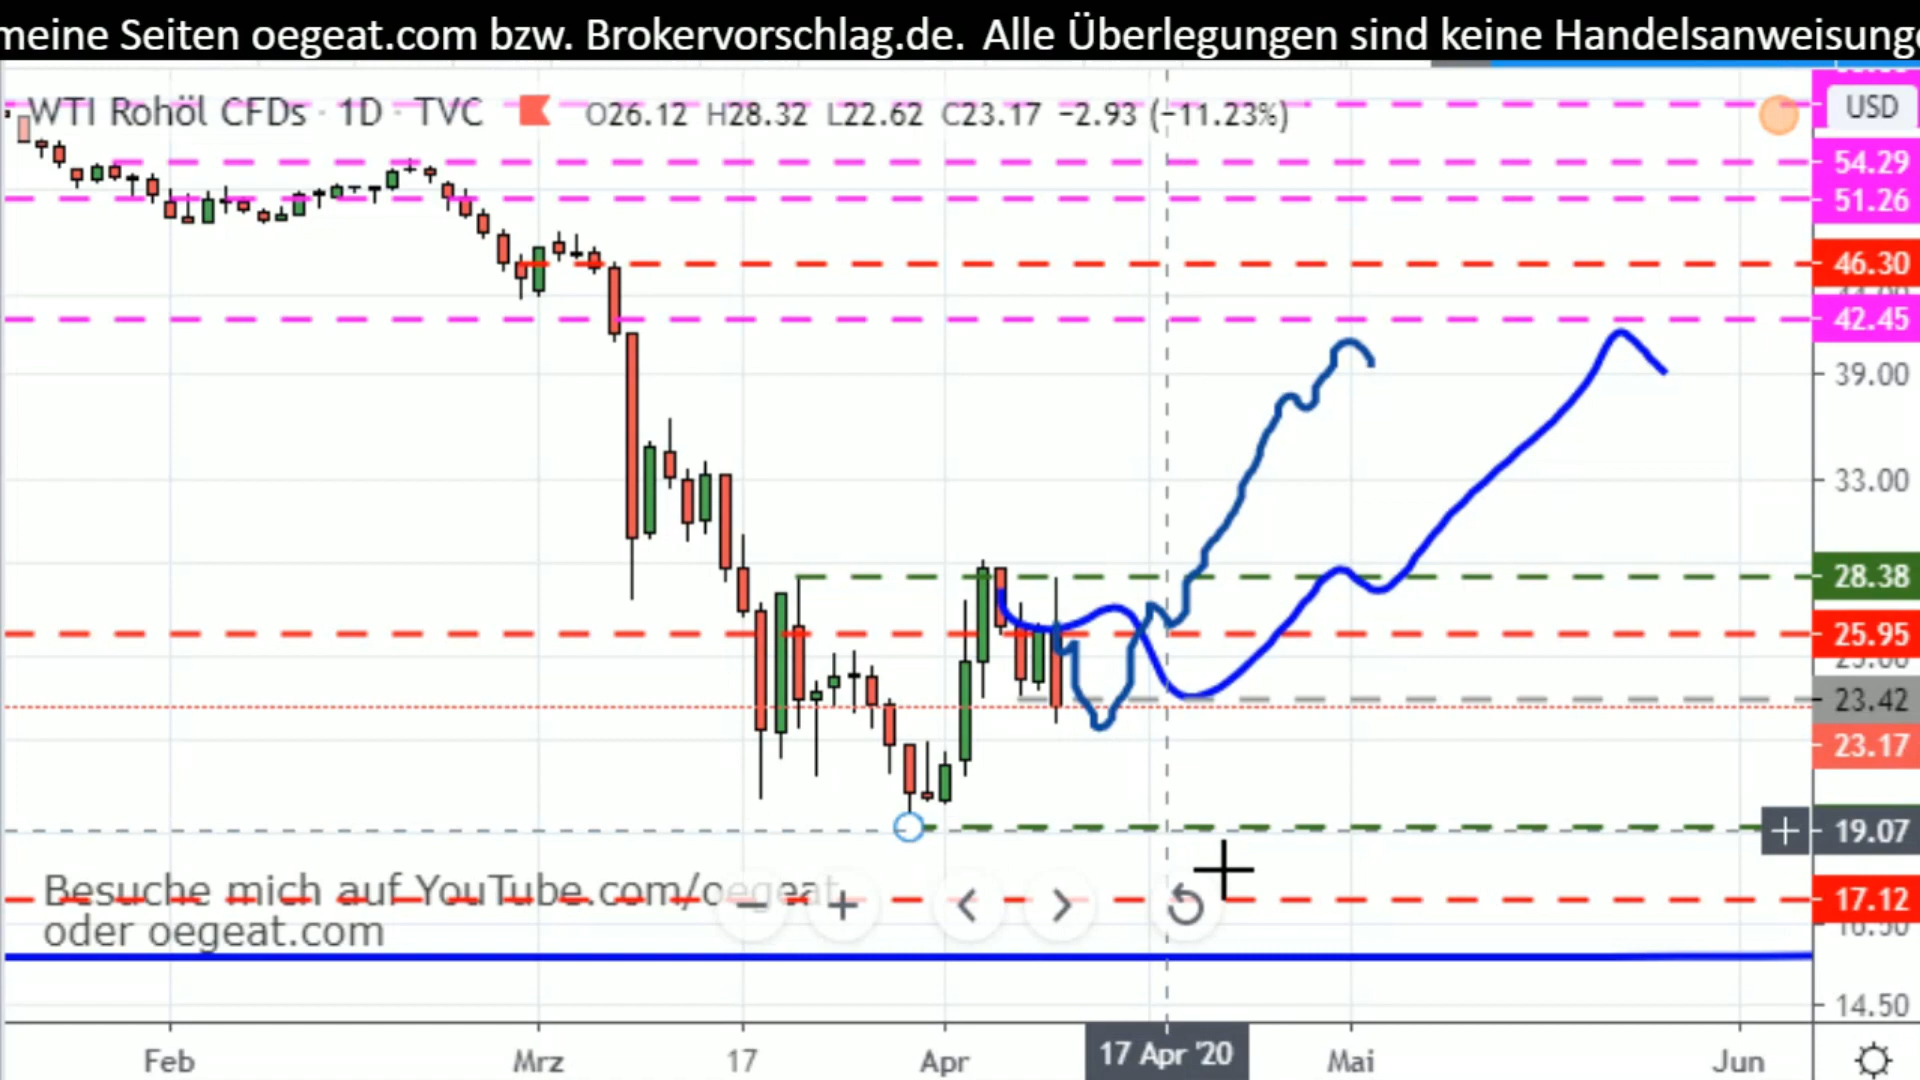 meine Seiten oegeat.com bzw. Brokervorschlag.de. Alle Überlegungen sind keine Handelsanweisunge
WTI Rohöl CFDs · 1D · TVC O26.12 H28.32 L22.62 C23.17 −2.93 (−11.23%)
USD
54.29
51.26
46.30
42.45
39.00
33.00
28.38
25.95
23.42
23.17
19.07
Besuche mich auf YouTube.com/oegeat
17.12
oder oegeat.com
14.50
Feb Mrz 17 Apr 17 Apr '20 Mai Jun